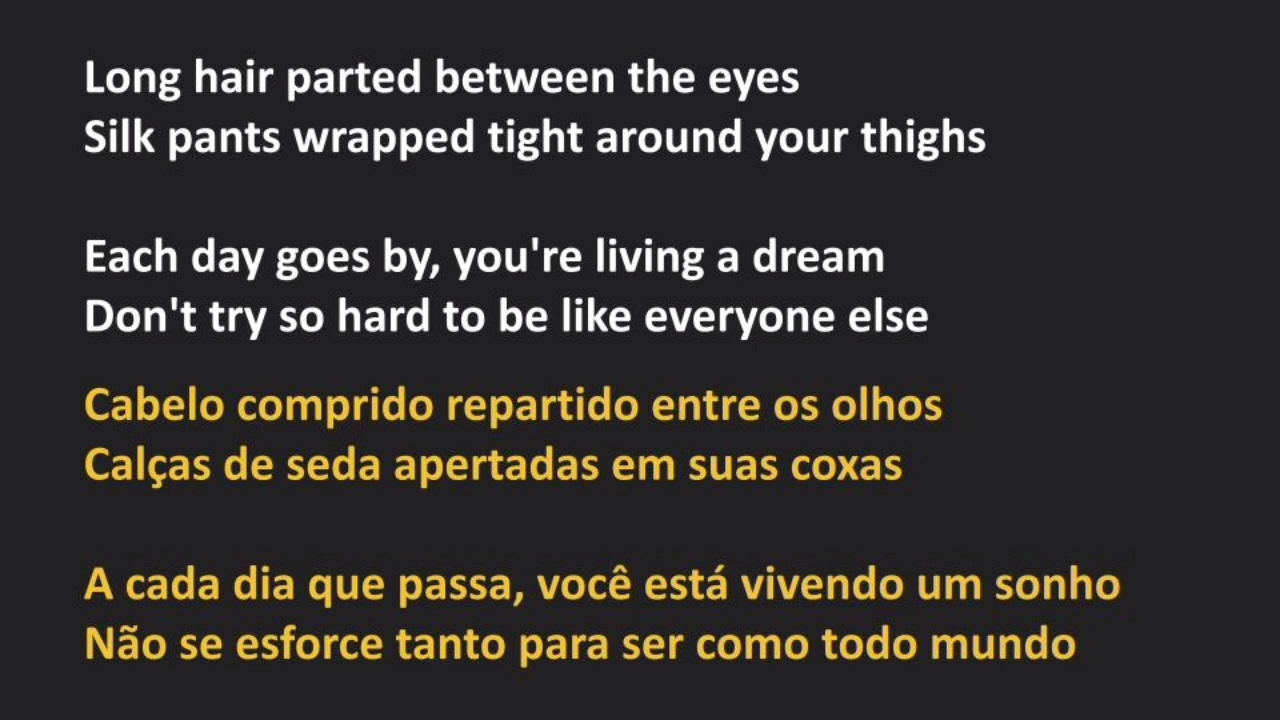 Long hair parted between the eyes
Silk pants wrapped tight around your thighs
Each day goes by, you're living a dream
Don't try so hard to be like everyone else
Cabelo comprido repartido entre os olhos
Calças de seda apertadas em suas coxas
A cada dia que passa, você está vivendo um sonho
Não se esforce tanto para ser como todo mundo